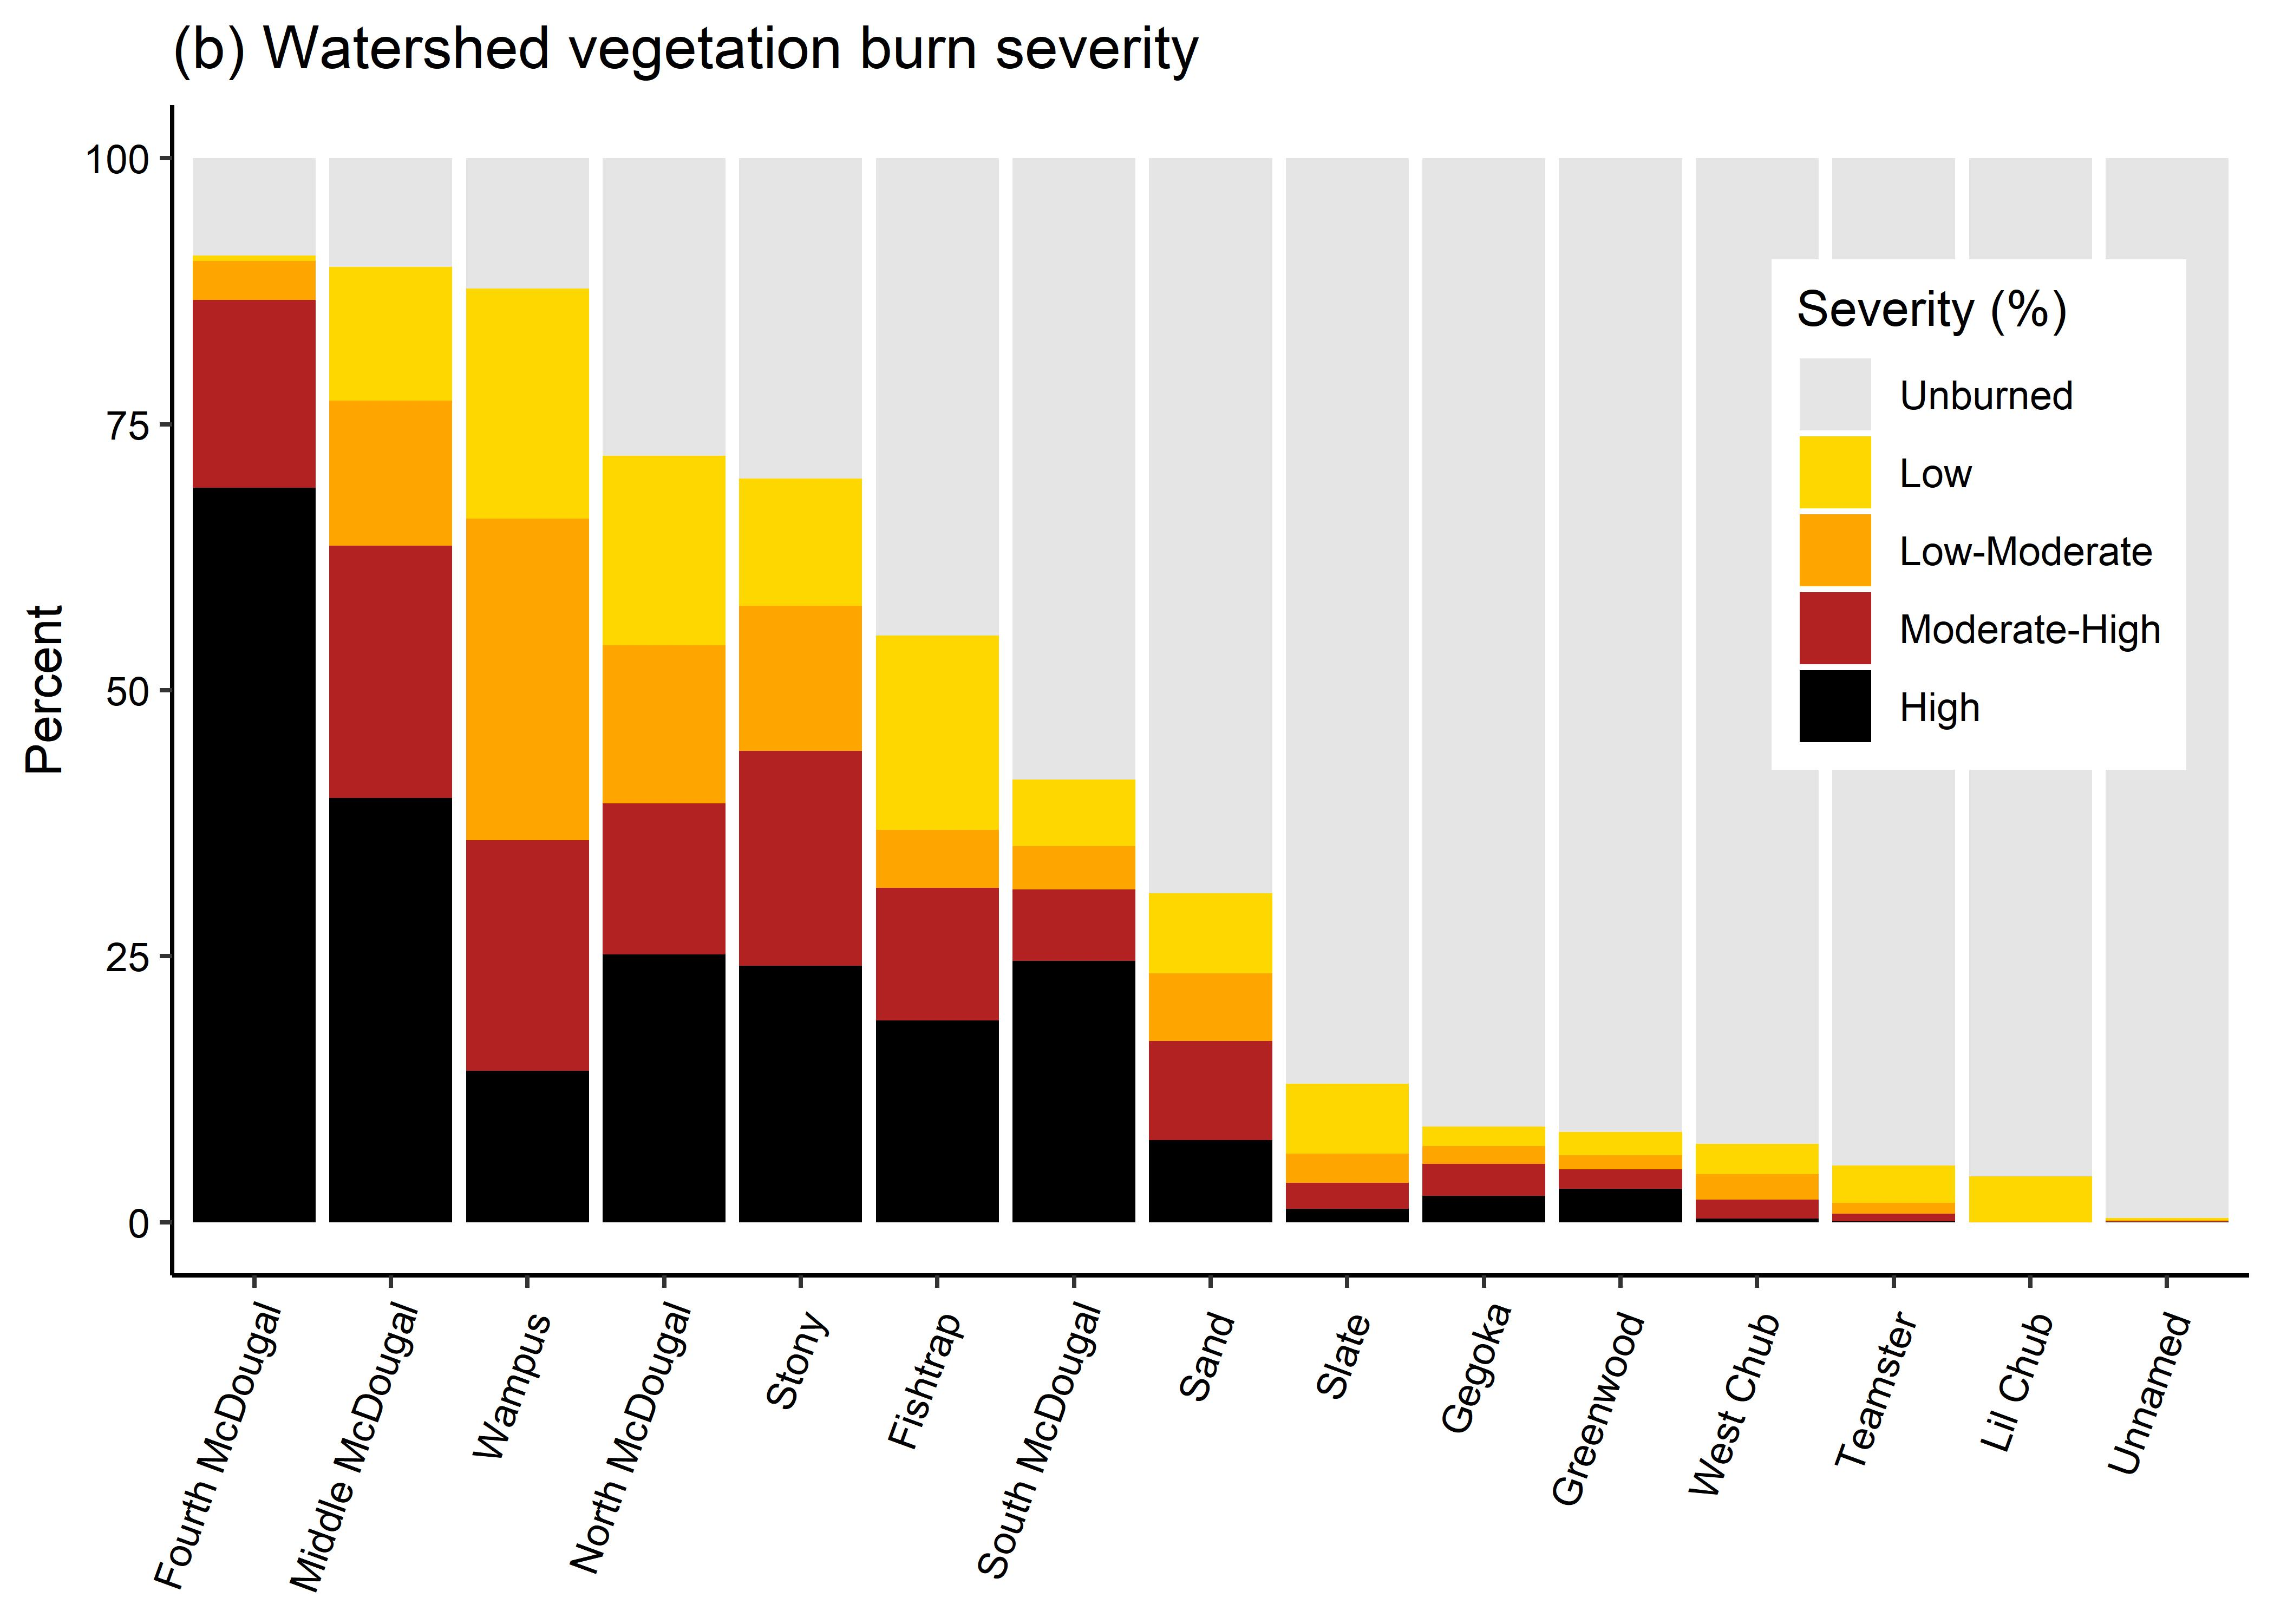 (b) Watershed vegetation burn severity
100
75
50
25
0
Percent
Severity (%)
Unburned
Low
Low-Moderate
Moderate-High
High
Fourth McDougal
Middle McDougal
Wampus
North McDougal
Stony
Fishtrap
South McDougal
Sand
Slate
Gegoka
Greenwood
West Chub
Teamster
Lil Chub
Unnamed